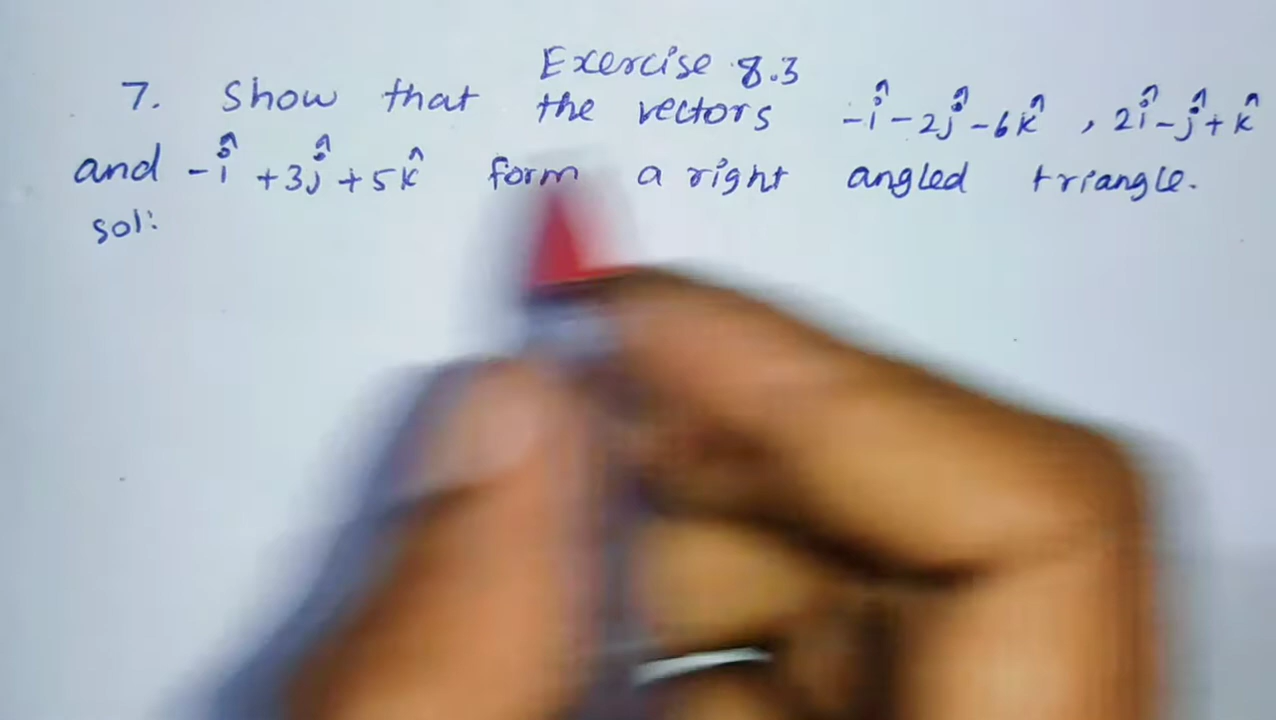 Exercise 8.3
7. Show that the vectors -î - 2ĵ - 6k̂ , 2î - ĵ + k̂
and -î + 3ĵ + 5k̂ form a right angled triangle.
sol: